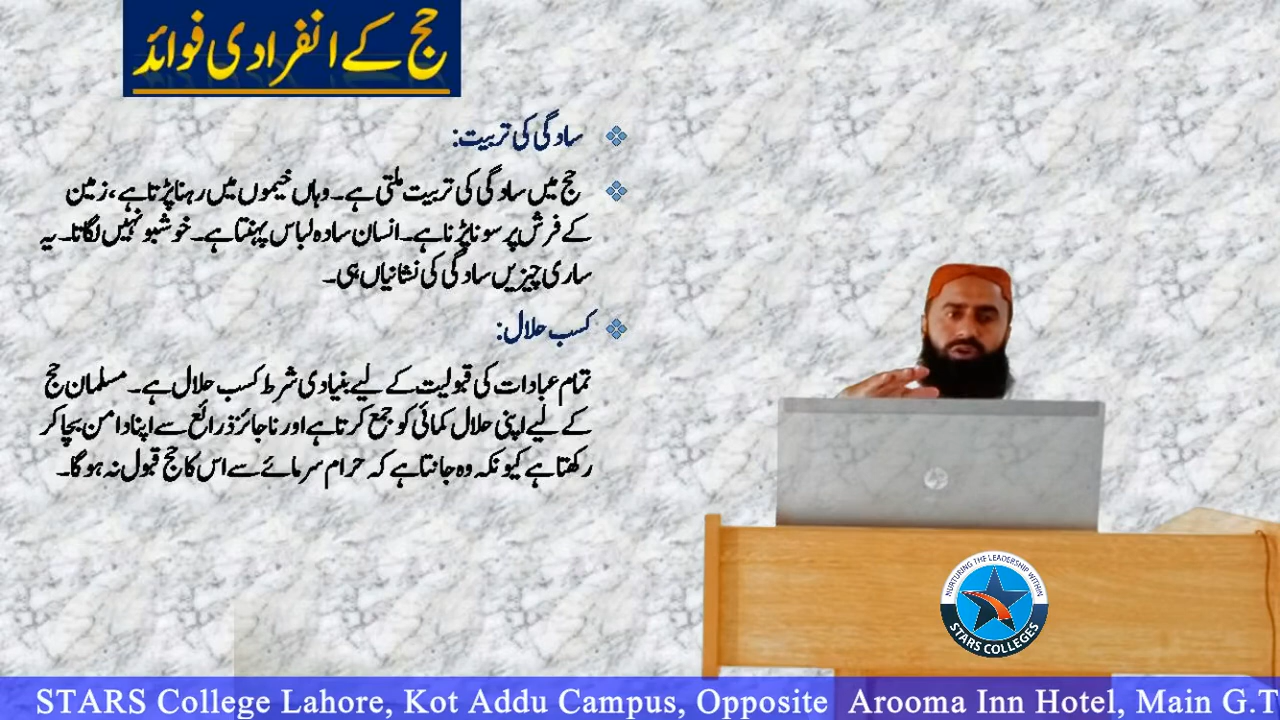 حج کے انفرادی فوائد
سادگی کی تربیت:
حج میں سادگی کی تربیت ملتی ہے۔ وہاں خیموں میں رہنا پڑتا ہے، زمین
کے فرش پر سونا پڑتا ہے۔ انسان سادہ لباس پہنتا ہے۔ خوشبو نہیں لگاتا۔ یہ
ساری چیزیں سادگی کی نشانیاں ہی۔
کسب حلال:
تمام عبادات کی قبولیت کے لیے بنیادی شرط کسب حلال ہے۔ مسلمان حج
کے لیے اپنی حلال کمائی کو جمع کرتا ہے اور ناجائز ذرائع سے اپنا دامن بچا کر
رکھتا ہے کیونکہ وہ جانتا ہے کہ حرام سرمائے سے اس کا حج قبول نہ ہو گا۔
hp
NURTURING THE LEADERSHIP WITHIN
STARS COLLEGES
STARS College Lahore, Kot Addu Campus, Opposite Arooma Inn Hotel, Main G.T